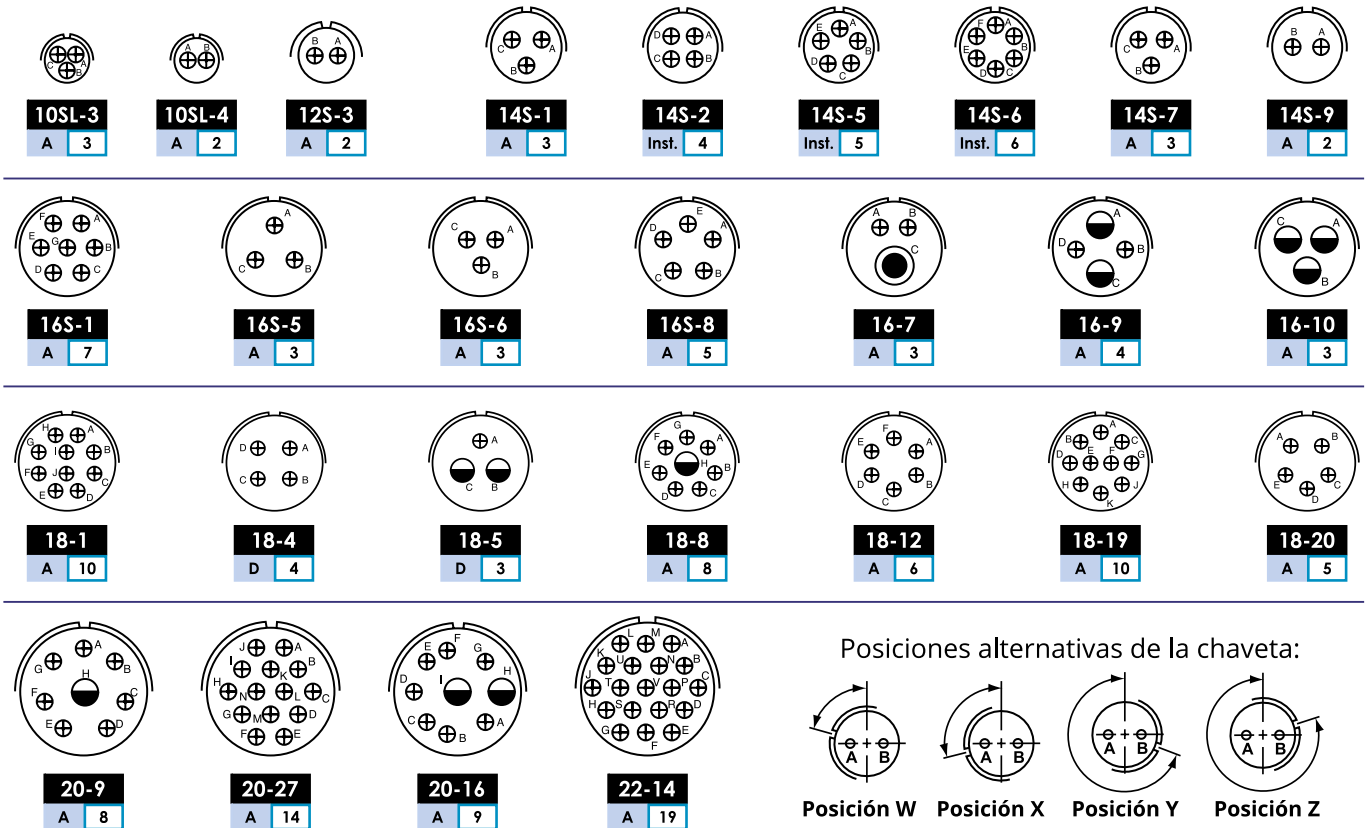 C A B
A B
B A
C A B
D A C B
E A B D C
F A B E D C
C A B
B A
10SL-3 10SL-4 12S-3 14S-1 14S-2 14S-5 14S-6 14S-7 14S-9
A 3 A 2 A 2 A 3 Inst. 4 Inst. 5 Inst. 6 A 3 A 2
F A E G B D C
A C B
C A B
E D A C B
A B C
A D B C
C A B
16S-1 16S-5 16S-6 16S-8 16-7 16-9 16-10
A 7 A 3 A 3 A 5 A 3 A 4 A 3
H A G I B F J C E D
D A C B
A C B
G F A E H B D C
F E A D B C
A B C D E F G H J K
A B E C D
18-1 18-4 18-5 18-8 18-12 18-19 18-20
A 10 D 4 D 3 A 8 A 6 A 10 A 5
A G B H F C E D
J A I B K H N L C G M D F E
F E G I H D C A B
L M A K U N B J T V P C H S R D G F E
20-9 20-27 20-16 22-14
A 8 A 14 A 9 A 19
Posiciones alternativas de la chaveta:
A B A B A B A B
Posición W Posición X Posición Y Posición Z